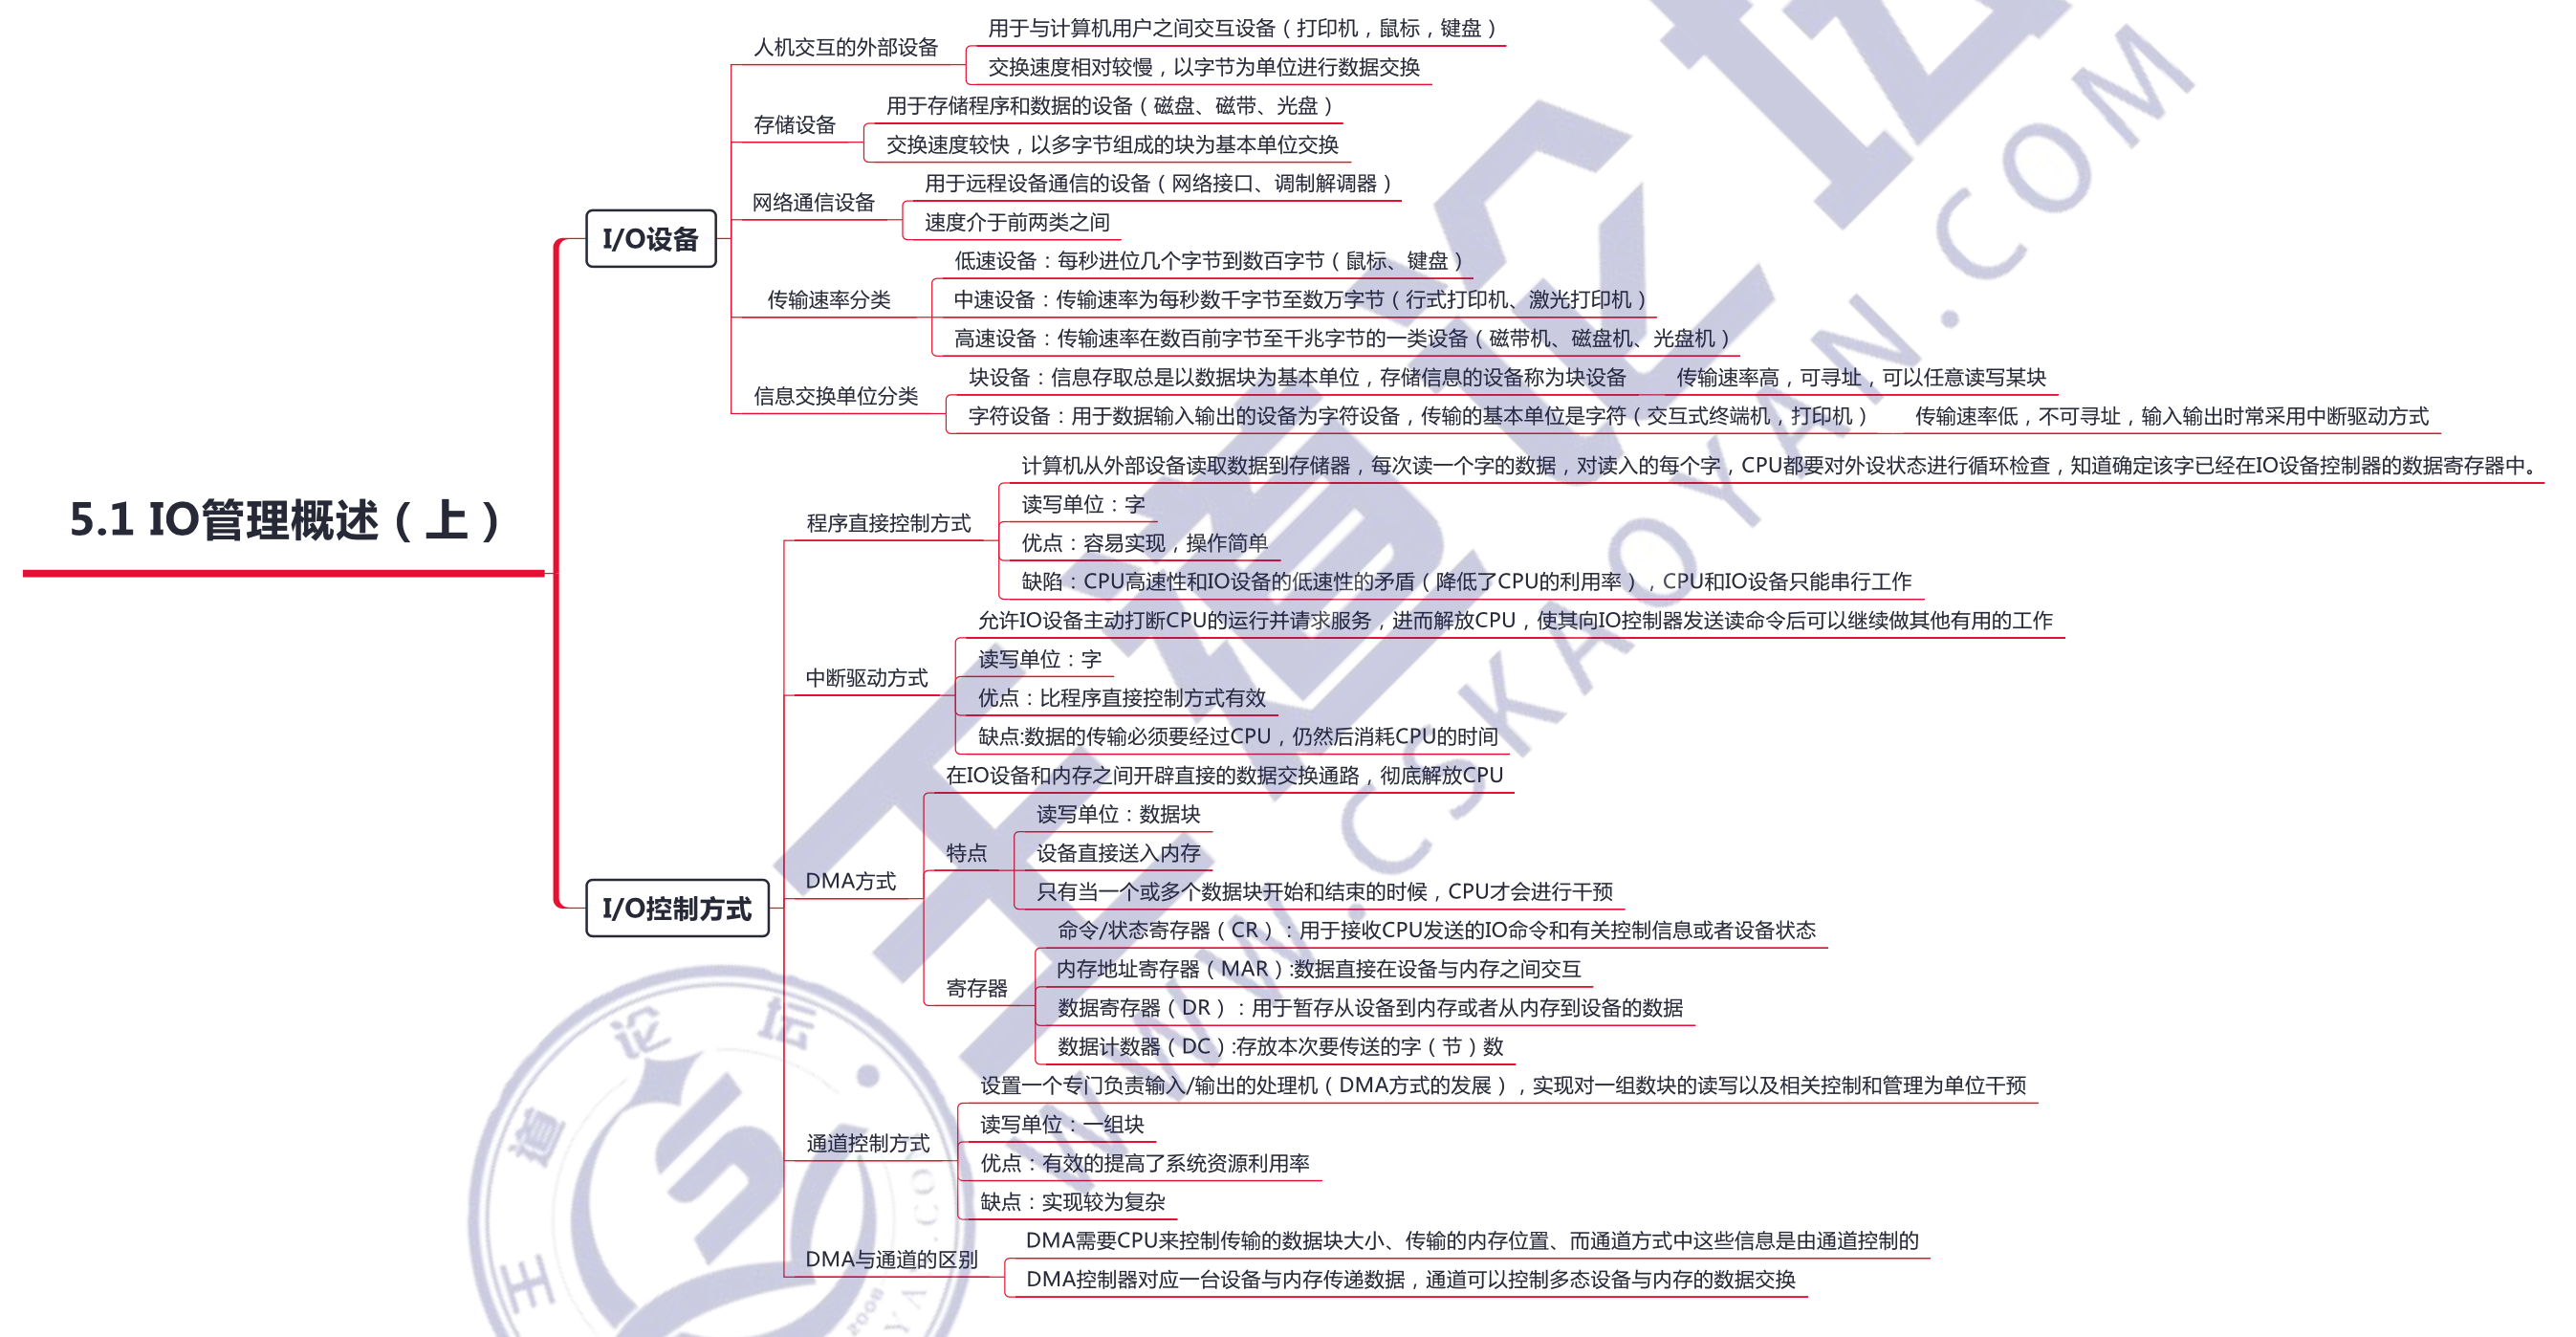 5.1 IO管理概述（上）
I/O设备
人机交互的外部设备
用于与计算机用户之间交互设备（打印机，鼠标，键盘）
交换速度相对较慢，以字节为单位进行数据交换
存储设备
用于存储程序和数据的设备（磁盘、磁带、光盘）
交换速度较快，以多字节组成的块为基本单位交换
网络通信设备
用于远程设备通信的设备（网络接口、调制解调器）
速度介于前两类之间
传输速率分类
低速设备：每秒进位几个字节到数百字节（鼠标、键盘）
中速设备：传输速率为每秒数千字节至数万字节（行式打印机、激光打印机）
高速设备：传输速率在数百前字节至千兆字节的一类设备（磁带机、磁盘机、光盘机）
信息交换单位分类
块设备：信息存取总是以数据块为基本单位，存储信息的设备称为块设备 传输速率高，可寻址，可以任意读写某块
字符设备：用于数据输入输出的设备为字符设备，传输的基本单位是字符（交互式终端机，打印机） 传输速率低，不可寻址，输入输出时常采用中断驱动方式
I/O控制方式
程序直接控制方式
计算机从外部设备读取数据到存储器，每次读一个字的数据，对读入的每个字，CPU都要对外设状态进行循环检查，知道确定该字已经在IO设备控制器的数据寄存器中。
读写单位：字
优点：容易实现，操作简单
缺陷：CPU高速性和IO设备的低速性的矛盾（降低了CPU的利用率），CPU和IO设备只能串行工作
中断驱动方式
允许IO设备主动打断CPU的运行并请求服务，进而解放CPU，使其向IO控制器发送读命令后可以继续做其他有用的工作
读写单位：字
优点：比程序直接控制方式有效
缺点:数据的传输必须要经过CPU，仍然后消耗CPU的时间
DMA方式
在IO设备和内存之间开辟直接的数据交换通路，彻底解放CPU
特点
读写单位：数据块
设备直接送入内存
只有当一个或多个数据块开始和结束的时候，CPU才会进行干预
寄存器
命令/状态寄存器（CR）：用于接收CPU发送的IO命令和有关控制信息或者设备状态
内存地址寄存器（MAR）:数据直接在设备与内存之间交互
数据寄存器（DR）：用于暂存从设备到内存或者从内存到设备的数据
数据计数器（DC）:存放本次要传送的字（节）数
通道控制方式
设置一个专门负责输入/输出的处理机（DMA方式的发展），实现对一组数块的读写以及相关控制和管理为单位干预
读写单位：一组块
优点：有效的提高了系统资源利用率
缺点：实现较为复杂
DMA与通道的区别
DMA需要CPU来控制传输的数据块大小、传输的内存位置、而通道方式中这些信息是由通道控制的
DMA控制器对应一台设备与内存传递数据，通道可以控制多态设备与内存的数据交换
王道论坛
WWW.CSKAOYAN.COM
王道论坛
2008